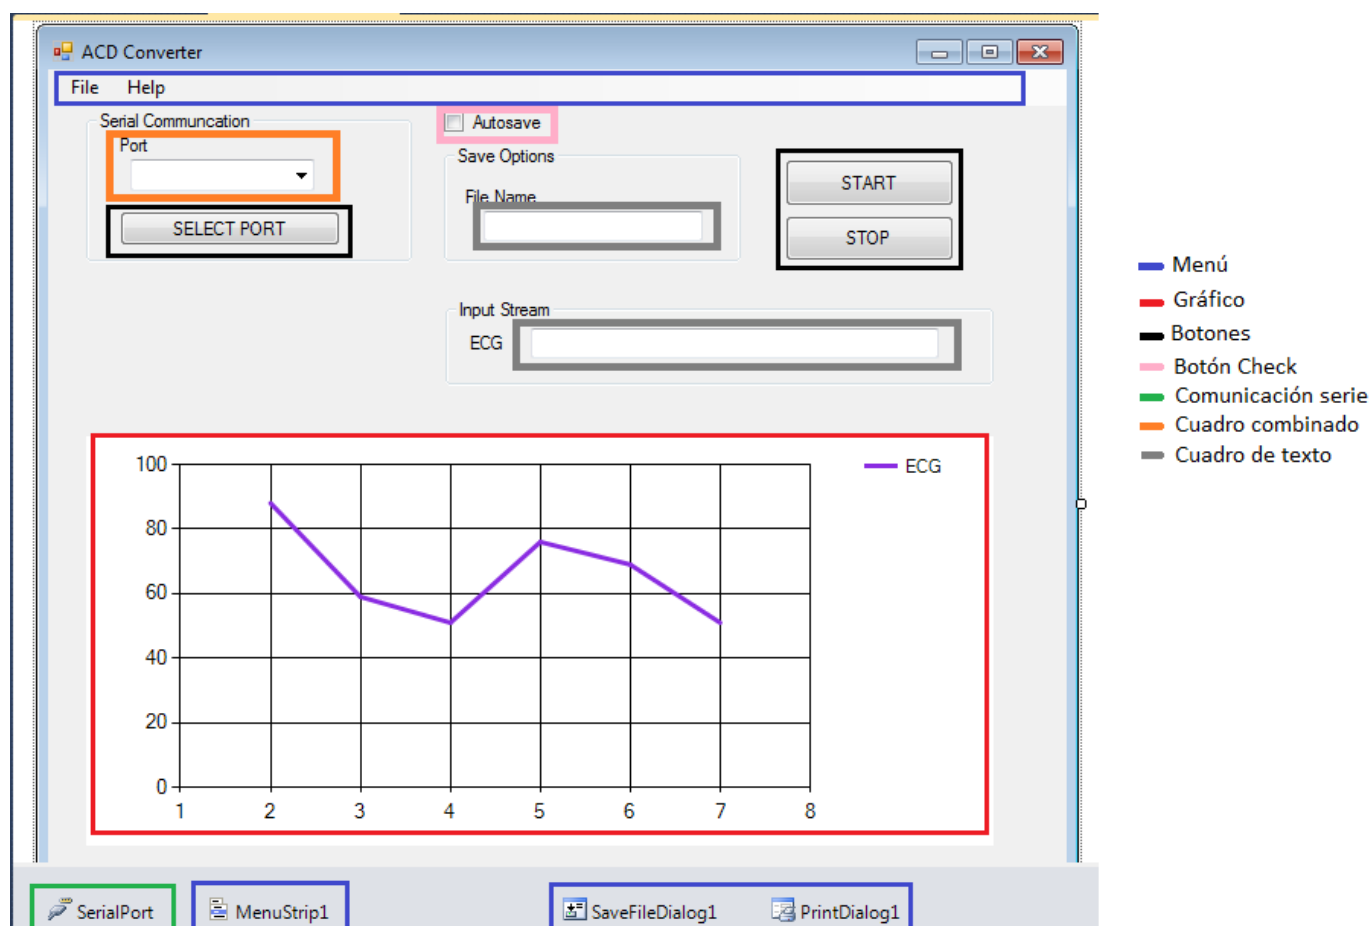 ACD Converter
File Help
Serial Communcation
Port
SELECT PORT
Autosave
Save Options
File Name
START
STOP
Input Stream
ECG
100
80
60
40
20
0
1 2 3 4 5 6 7 8
ECG
SerialPort
MenuStrip1
SaveFileDialog1
PrintDialog1
Menú
Gráfico
Botones
Botón Check
Comunicación serie
Cuadro combinado
Cuadro de texto